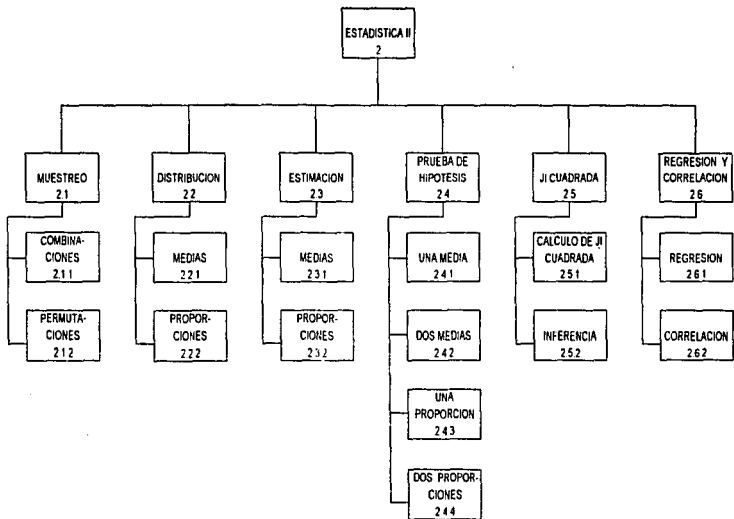 ESTADISTICA II
2
MUESTREO
2.1
DISTRIBUCION
2 2
ESTIMACION
2 3
PRUEBA DE
HIPOTESIS
2 4
JI CUADRADA
2 5
REGRESION Y
CORRELACION
2 6
COMBINA-
CIONES
2.1 1
MEDIAS
2 2 1
MEDIAS
2 3 1
UNA MEDIA
2 4 1
CALCULO DE JI
CUADRADA
2 5 1
REGRESION
2 6 1
PERMUTA-
CIONES
2 1 2
PROPOR-
CIONES
2 2 2
PROPOR-
CIONES
2 3 2
DOS MEDIAS
2 4 2
INFERENCIA
2 5.2
CORRELACION
2 6 2
UNA
PROPORCION
2 4 3
DOS PROPOR-
CIONES
2 4 4